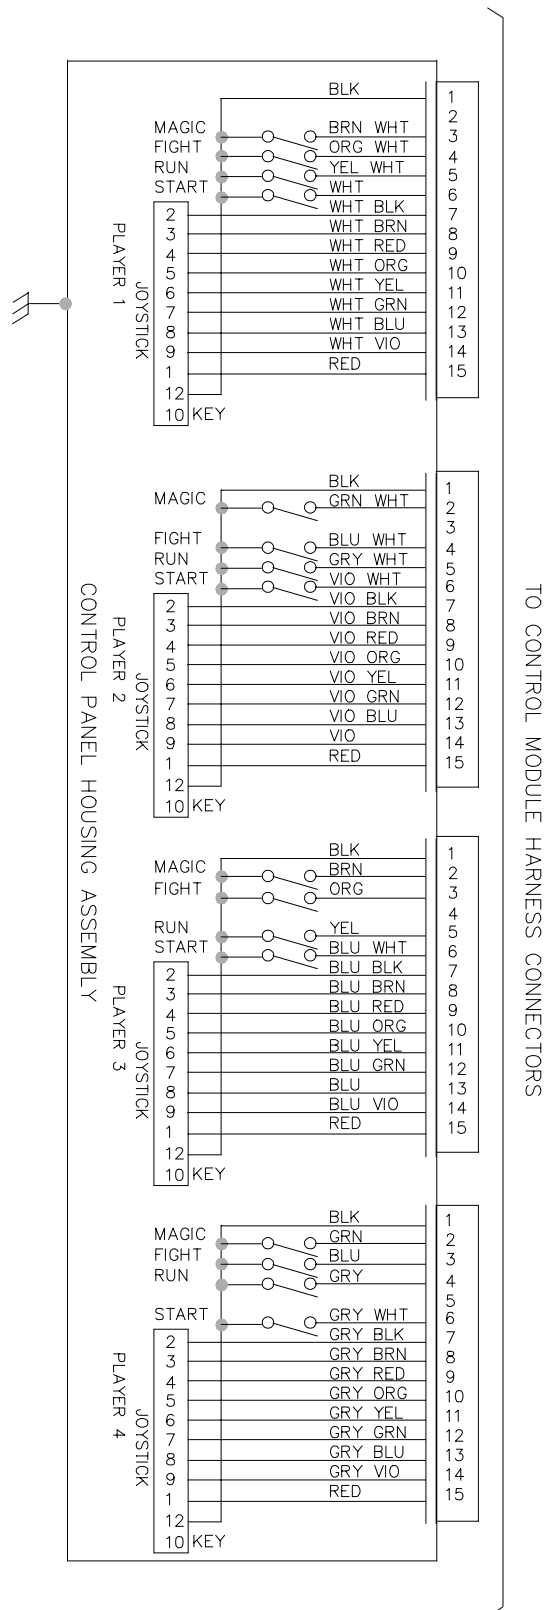 BLK 1
2
MAGIC BRN WHT 3
FIGHT ORG WHT 4
RUN YEL WHT 5
START WHT 6
2 WHT BLK 7
3 WHT BRN 8
4 WHT RED 9
5 WHT ORG 10
6 WHT YEL 11
7 WHT GRN 12
8 WHT BLU 13
9 WHT VIO 14
1 RED 15
12
10 KEY
JOYSTICK
PLAYER 1
BLK 1
MAGIC GRN WHT 2
3
FIGHT BLU WHT 4
RUN GRY WHT 5
START VIO WHT 6
2 VIO BLK 7
3 VIO BRN 8
4 VIO RED 9
5 VIO ORG 10
6 VIO YEL 11
7 VIO GRN 12
8 VIO BLU 13
9 VIO 14
1 RED 15
12
10 KEY
JOYSTICK
PLAYER 2
BLK 1
MAGIC BRN 2
FIGHT ORG 3
4
RUN YEL 5
START BLU WHT 6
2 BLU BLK 7
3 BLU BRN 8
4 BLU RED 9
5 BLU ORG 10
6 BLU YEL 11
7 BLU GRN 12
8 BLU 13
9 BLU VIO 14
1 RED 15
12
10 KEY
JOYSTICK
PLAYER 3
BLK 1
MAGIC GRN 2
FIGHT BLU 3
RUN GRY 4
5
START GRY WHT 6
2 GRY BLK 7
3 GRY BRN 8
4 GRY RED 9
5 GRY ORG 10
6 GRY YEL 11
7 GRY GRN 12
8 GRY BLU 13
9 GRY VIO 14
1 RED 15
12
10 KEY
JOYSTICK
PLAYER 4
CONTROL PANEL HOUSING ASSEMBLY
TO CONTROL MODULE HARNESS CONNECTORS